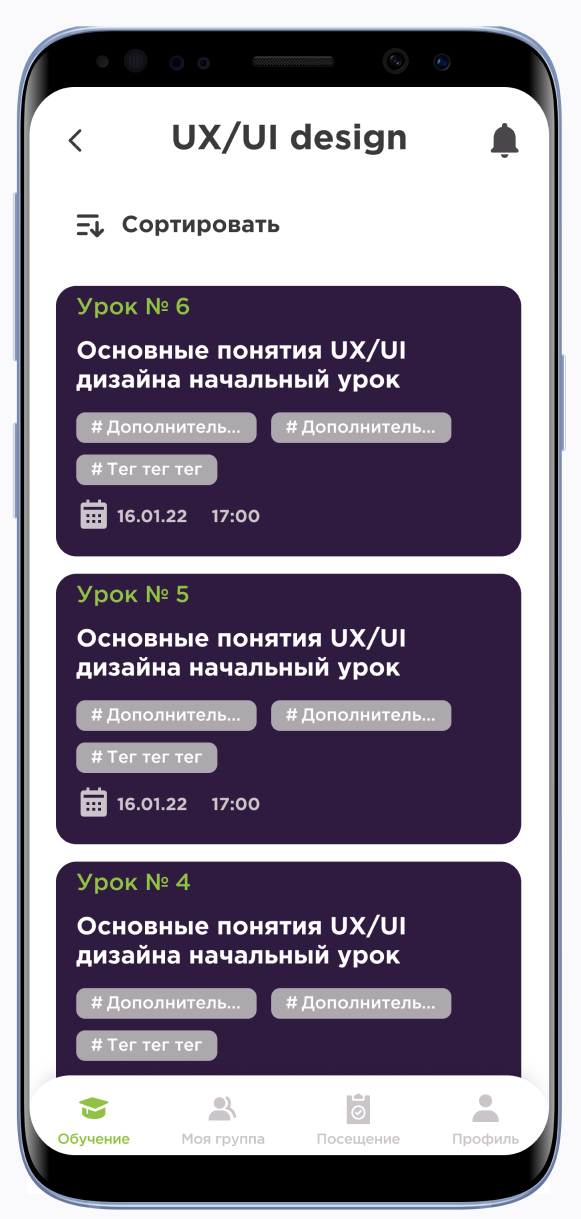 UX/UI design
Сортировать
Урок № 6
Основные понятия UX/UI
дизайна начальный урок
# Дополнитель... # Дополнитель...
# Тег тег тег
16.01.22 17:00
Урок № 5
Основные понятия UX/UI
дизайна начальный урок
# Дополнитель... # Дополнитель...
# Тег тег тег
16.01.22 17:00
Урок № 4
Основные понятия UX/UI
дизайна начальный урок
# Дополнитель... # Дополнитель...
# Тег тег тег
Обучение Моя группа Посещение Профиль